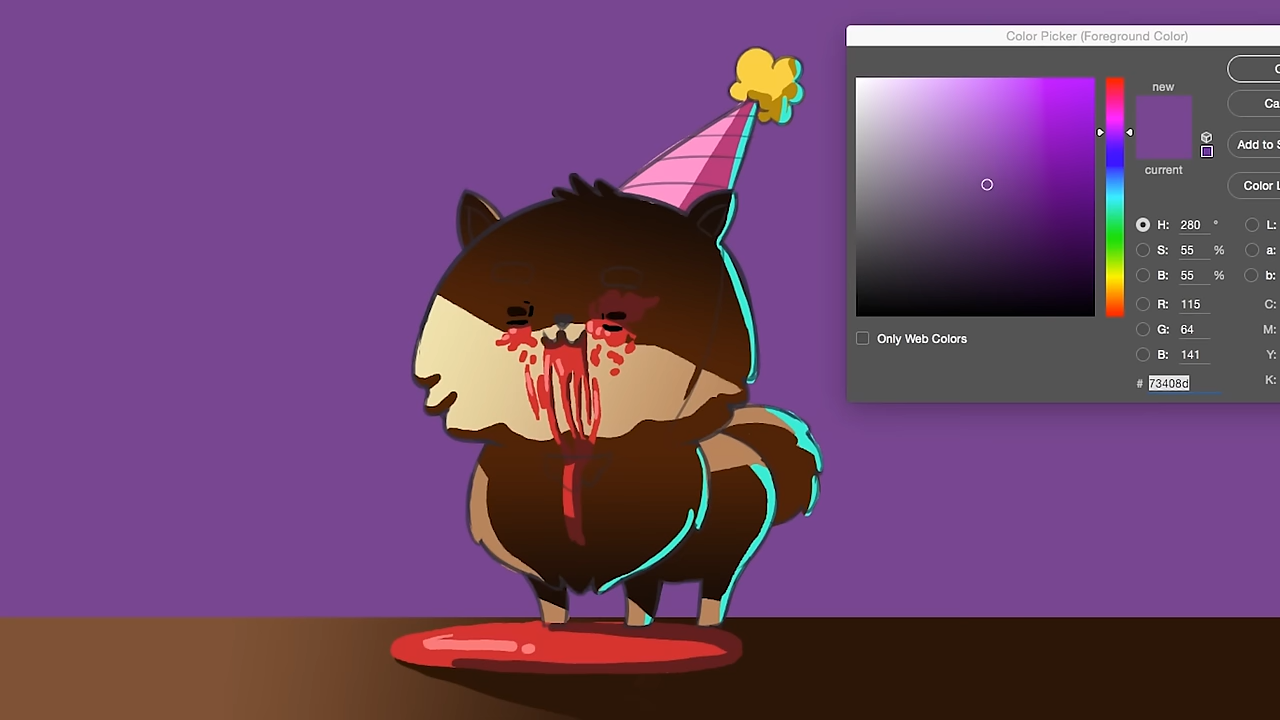 Color Picker (Foreground Color)
new
current
Add to S
Color L
H: 280 °
S: 55 %
B: 55 %
R: 115
G: 64
B: 141
# 73408d
L:
a:
b:
C:
M:
Y:
K:
Ca
Only Web Colors